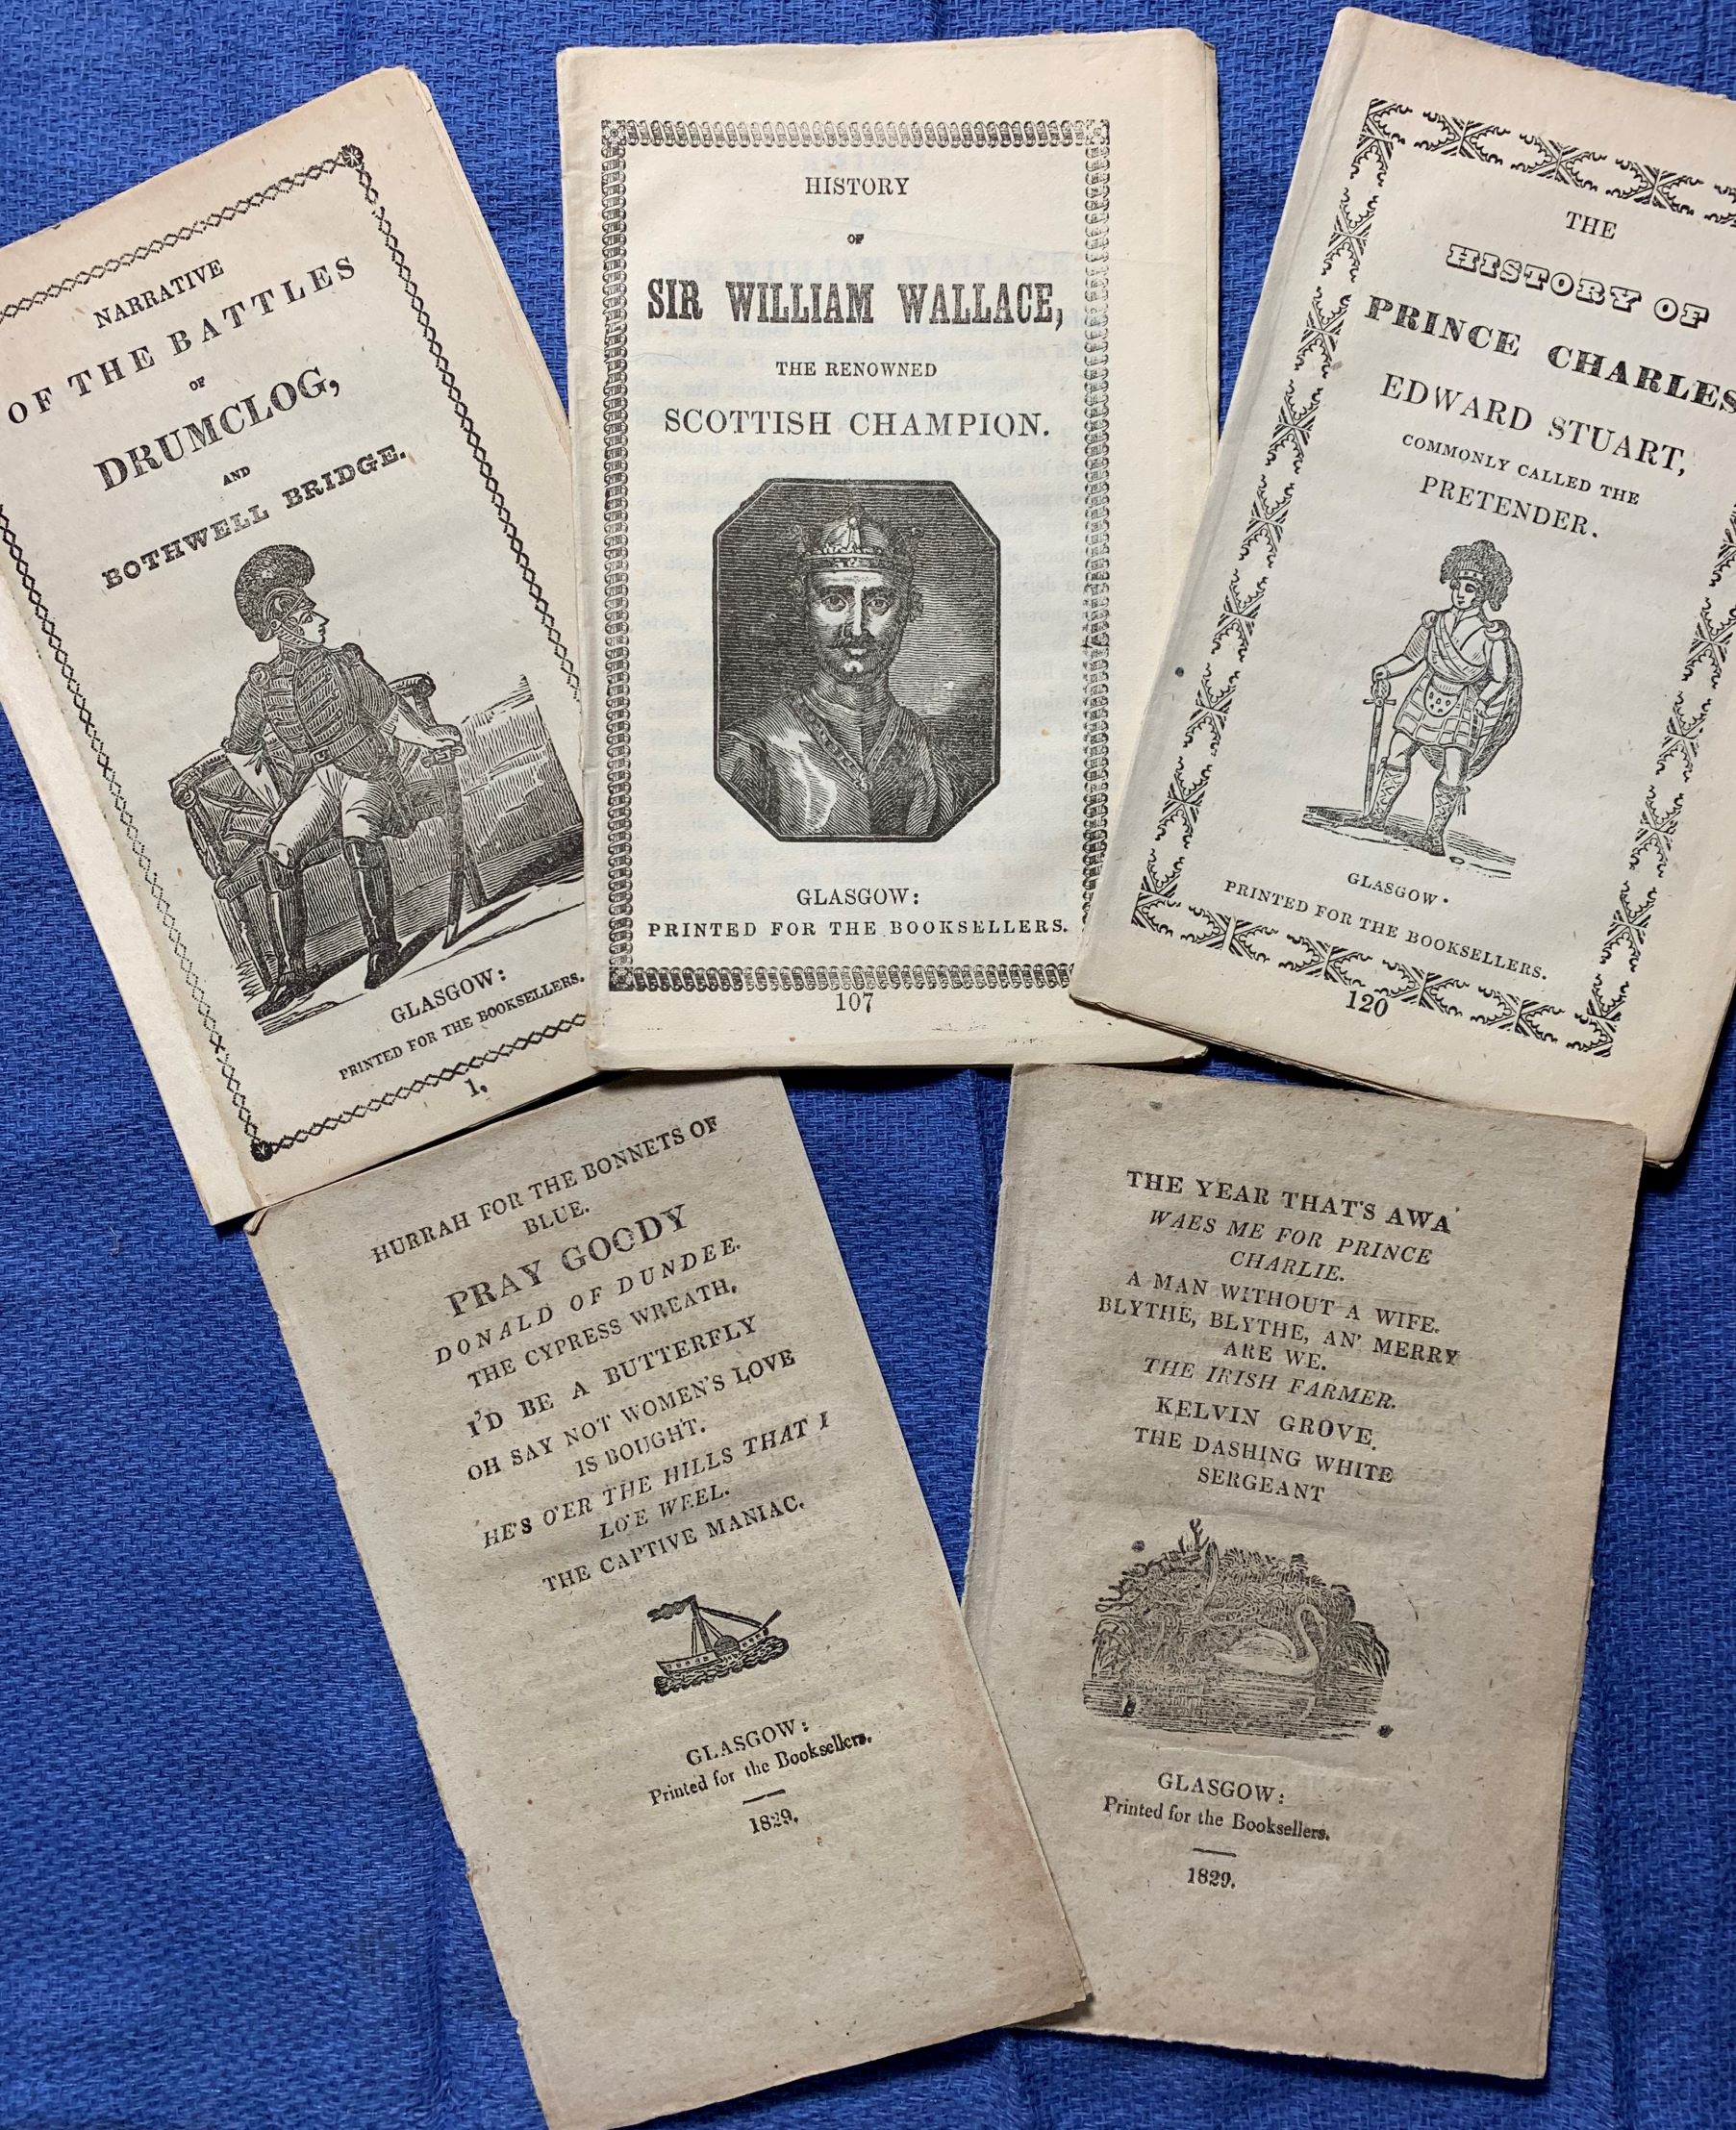 NARRATIVE
OF THE BATTLES
OF
DRUMCLOG,
AND
BOTHWELL BRIDGE.
GLASGOW:
PRINTED FOR THE BOOKSELLERS.
1.
HISTORY
OF
SIR WILLIAM WALLACE,
THE RENOWNED
SCOTTISH CHAMPION.
GLASGOW:
PRINTED FOR THE BOOKSELLERS.
107
THE
HISTORY OF
PRINCE CHARLES
EDWARD STUART,
COMMONLY CALLED THE
PRETENDER.
GLASGOW.
PRINTED FOR THE BOOKSELLERS.
120
HURRAH FOR THE BONNETS OF
BLUE.
PRAY GOODY
DONALD OF DUNDEE.
THE CYPRESS WREATH,
I'D BE A BUTTERFLY
OH SAY NOT WOMEN'S LOVE
IS BOUGHT.
HE'S O'ER THE HILLS THAT I
LO'E WEEL.
THE CAPTIVE MANIAC.
GLASGOW:
Printed for the Booksellers.
1829.
THE YEAR THAT'S AWA'
WAES ME FOR PRINCE
CHARLIE.
A MAN WITHOUT A WIFE.
BLYTHE, BLYTHE, AN' MERRY
ARE WE.
THE IRISH FARMER.
KELVIN GROVE.
THE DASHING WHITE
SERGEANT
GLASGOW:
Printed for the Booksellers.
1829.